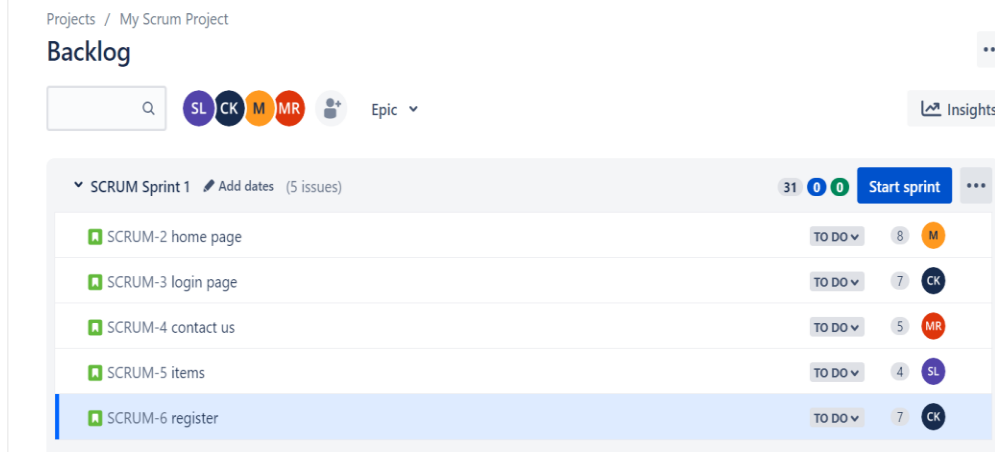 Projects / My Scrum Project
Backlog
SL CK M MR Epic Insights
SCRUM Sprint 1 Add dates (5 issues) 31 0 0 Start sprint
SCRUM-2 home page TO DO 8 M
SCRUM-3 login page TO DO 7 CK
SCRUM-4 contact us TO DO 5 MR
SCRUM-5 items TO DO 4 SL
SCRUM-6 register TO DO 7 CK